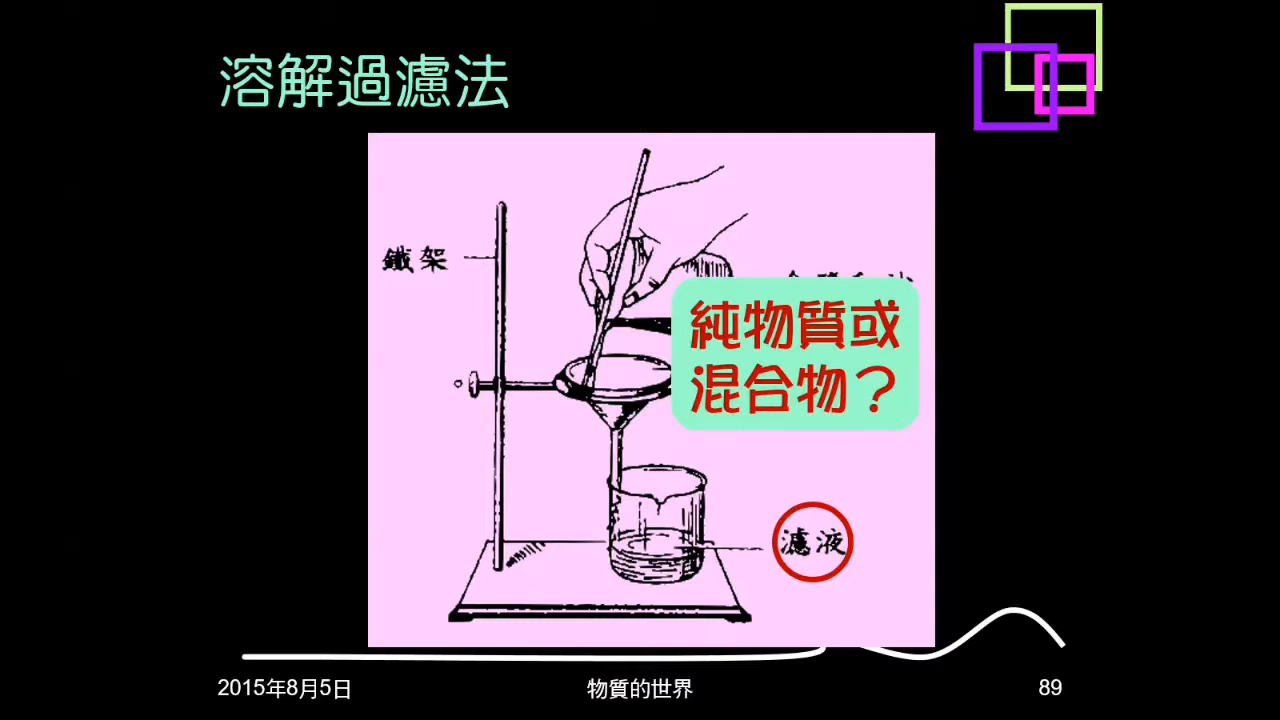 溶解過濾法
鐵架
純物質或
混合物？
濾液
2015年8月5日
物質的世界
89